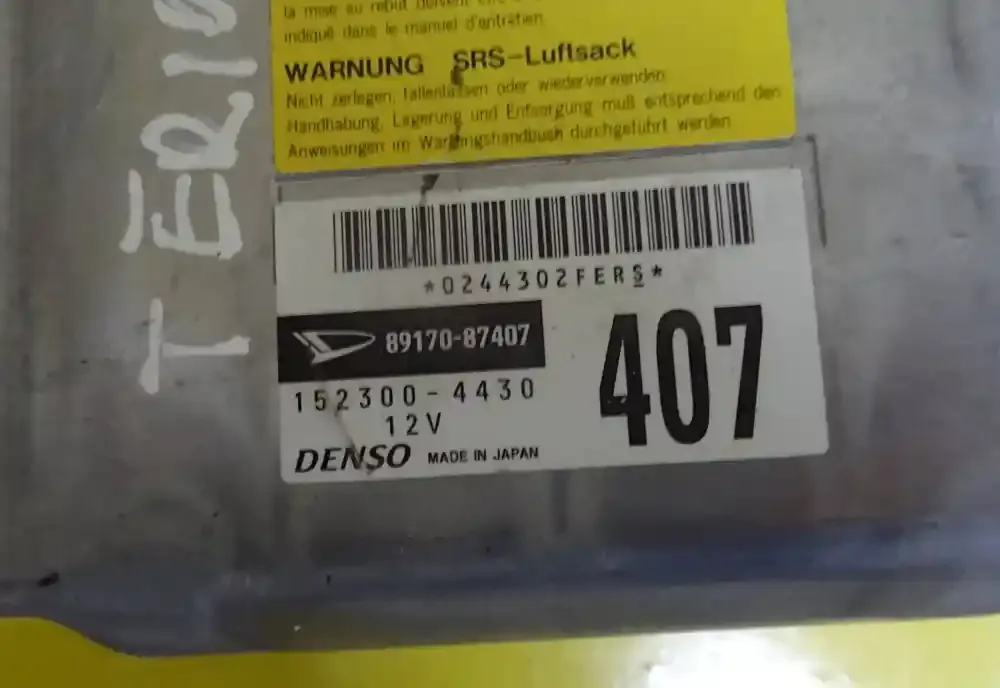 la mise au rebut doivent
indiqué dans le manuel d'entretien.
WARNUNG SRS-Luftsack
Nicht zerlegen, fallenlassen oder wiederverwenden.
Handhabung, Lagerung und Entsorgung muß entsprechend den
Anweisungen im Wartungshandbuch durchgeführt werden.
*0244302FERS*
89170-87407
407
152300-4430
12V
DENSO MADE IN JAPAN
TERIO